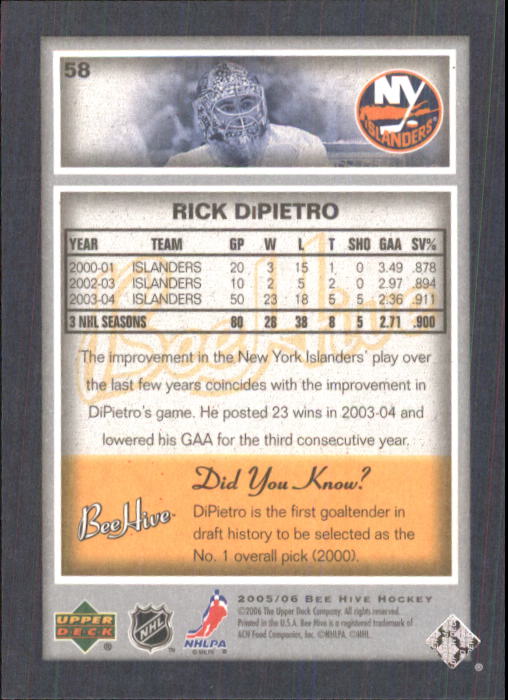 58
NY
ISLANDERS
RICK DiPIETRO
YEAR TEAM GP W L T SHO GAA SV%
2000-01 ISLANDERS 20 3 15 1 0 3.49 .878
2002-03 ISLANDERS 10 2 5 2 0 2.97 .894
2003-04 ISLANDERS 50 23 18 5 5 2.36 .911
3 NHL SEASONS 80 28 38 8 5 2.71 .900
BeeHive
The improvement in the New York Islanders' play over
the last few years coincides with the improvement in
DiPietro's game. He posted 23 wins in 2003-04 and
lowered his GAA for the third consecutive year.
Did You Know?
BeeHive
DiPietro is the first goaltender in
draft history to be selected as the
No. 1 overall pick (2000).
2005/06 BEE HIVE HOCKEY
©2006 The Upper Deck Company. All rights reserved.
Printed in the U.S.A. Bee Hive is a registered trademark of
ACH Food Companies, Inc. ©NHLPA. ©NHL.
UPPER
DECK
®
NHL
NHLPA
®